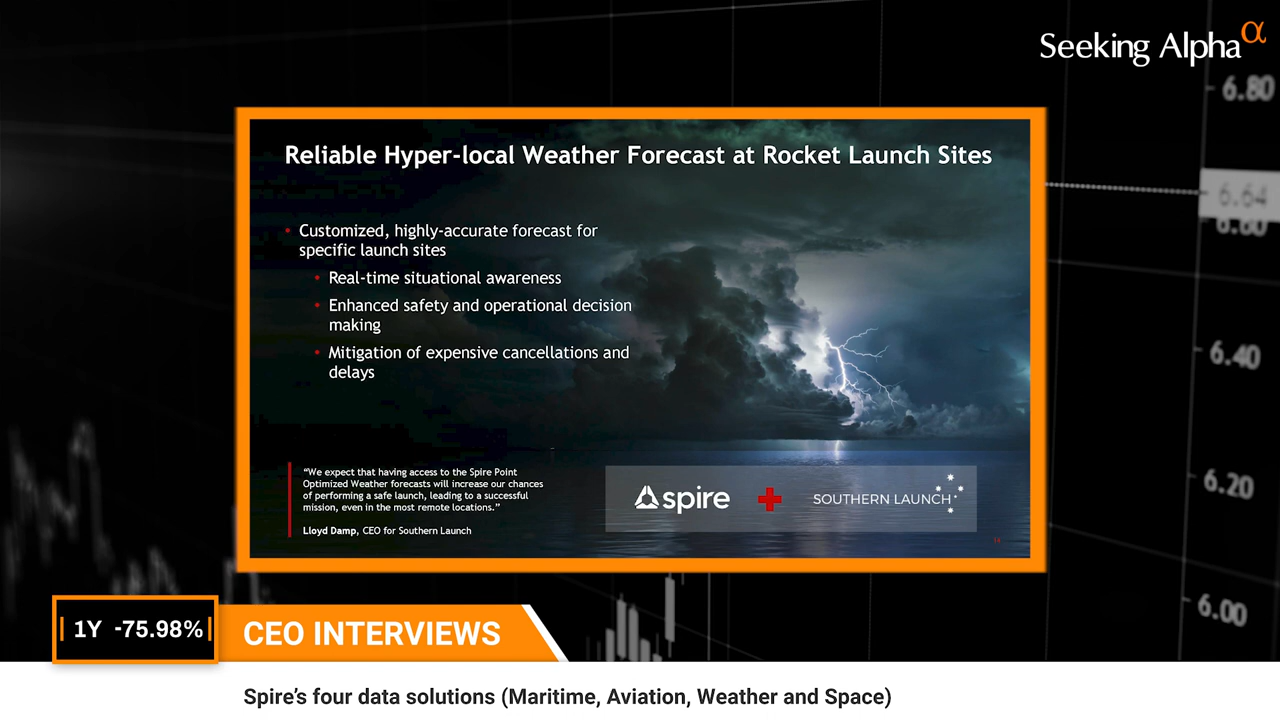 Seeking Alpha α
6.80
6.64
6.60
6.40
6.20
6.00
Reliable Hyper-local Weather Forecast at Rocket Launch Sites
• Customized, highly-accurate forecast for
specific launch sites
• Real-time situational awareness
• Enhanced safety and operational decision
making
• Mitigation of expensive cancellations and
delays
“We expect that having access to the Spire Point
Optimized Weather forecasts will increase our chances
of performing a safe launch, leading to a successful
mission, even in the most remote locations.”
Lloyd Damp, CEO for Southern Launch
spire
SOUTHERN LAUNCH
1Y -75.98%
CEO INTERVIEWS
Spire’s four data solutions (Maritime, Aviation, Weather and Space)